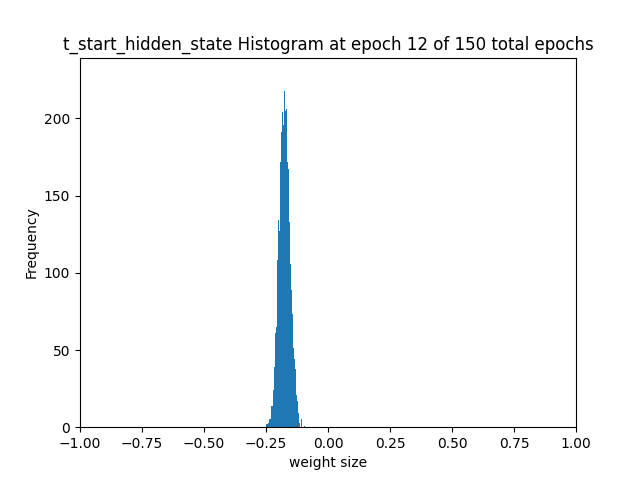 t_start_hidden_state Histogram at epoch 12 of 150 total epochs
Frequency
200
150
100
50
0
−1.00 −0.75 −0.50 −0.25 0.00 0.25 0.50 0.75 1.00
weight size